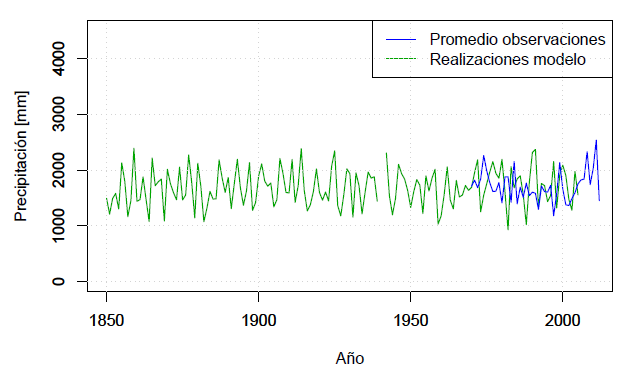 Promedio observaciones
Realizaciones modelo
Precipitación [mm]
4000
3000
2000
1000
0
1850 1900 1950 2000
Año